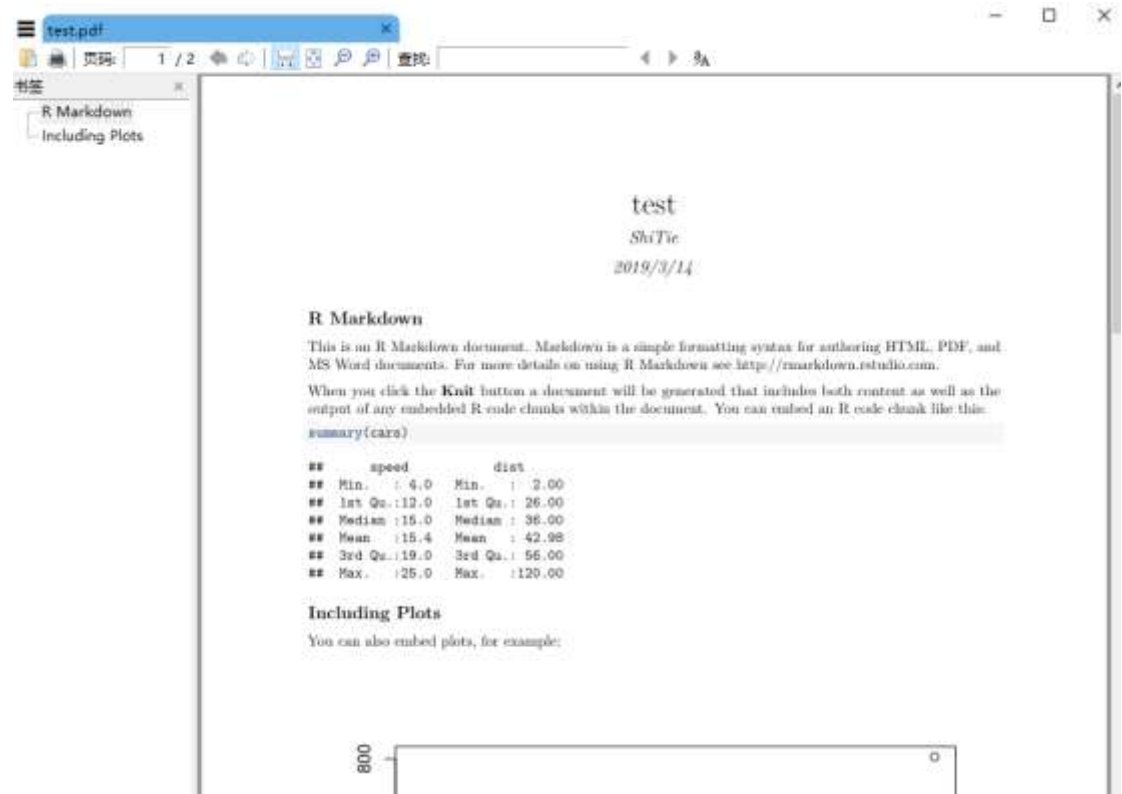 test.pdf
页码: 1 / 2 查找:
书签
R Markdown
Including Plots
test
ShiTie
2019/3/14
R Markdown
This is an R Markdown document. Markdown is a simple formatting syntax for authoring HTML, PDF, and
MS Word documents. For more details on using R Markdown see http://rmarkdown.rstudio.com.
When you click the Knit button a document will be generated that includes both content as well as the
output of any embedded R code chunks within the document. You can embed an R code chunk like this:
summary(cars)
## speed dist
## Min. : 4.0 Min. : 2.00
## 1st Qu.:12.0 1st Qu.: 26.00
## Median :15.0 Median : 36.00
## Mean :15.4 Mean : 42.98
## 3rd Qu.:19.0 3rd Qu.: 56.00
## Max. :25.0 Max. :120.00
Including Plots
You can also embed plots, for example:
800